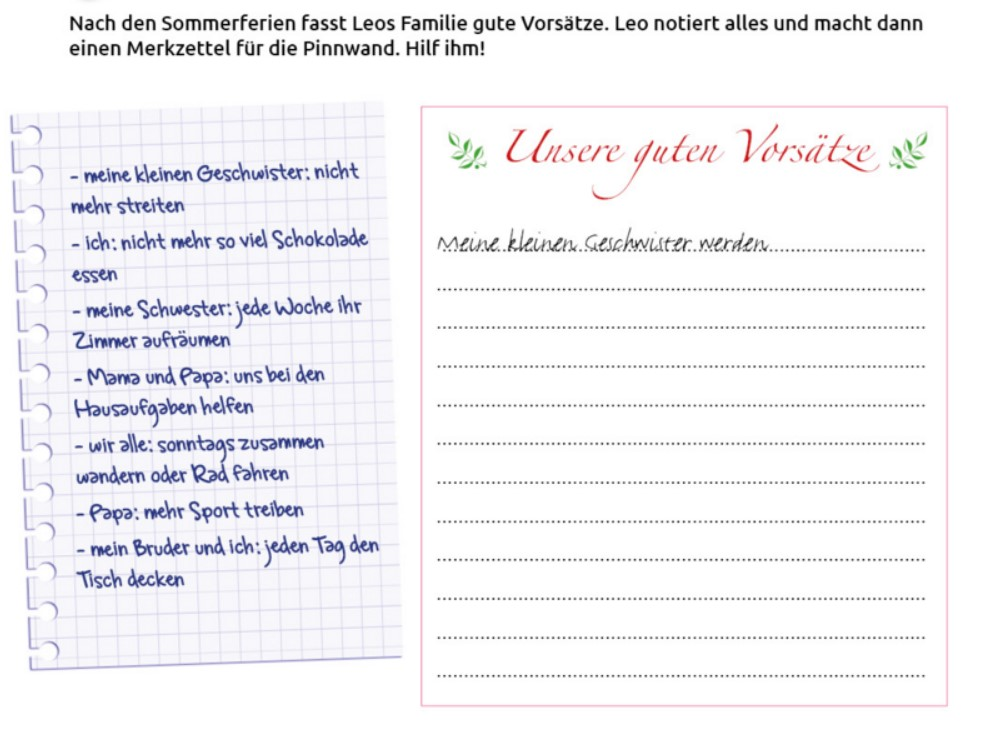 Nach den Sommerferien fasst Leos Familie gute Vorsätze. Leo notiert alles und macht dann
einen Merkzettel für die Pinnwand. Hilf ihm!
- meine kleinen Geschwister: nicht
mehr streiten
- ich: nicht mehr so viel Schokolade
essen
- meine Schwester: jede Woche ihr
Zimmer aufräumen
- Mama und Papa: uns bei den
Hausaufgaben helfen
- wir alle: sonntags zusammen
wandern oder Rad fahren
- Papa: mehr Sport treiben
- mein Bruder und ich: jeden Tag den
Tisch decken
Unsere guten Vorsätze
Meine kleinen Geschwister werden